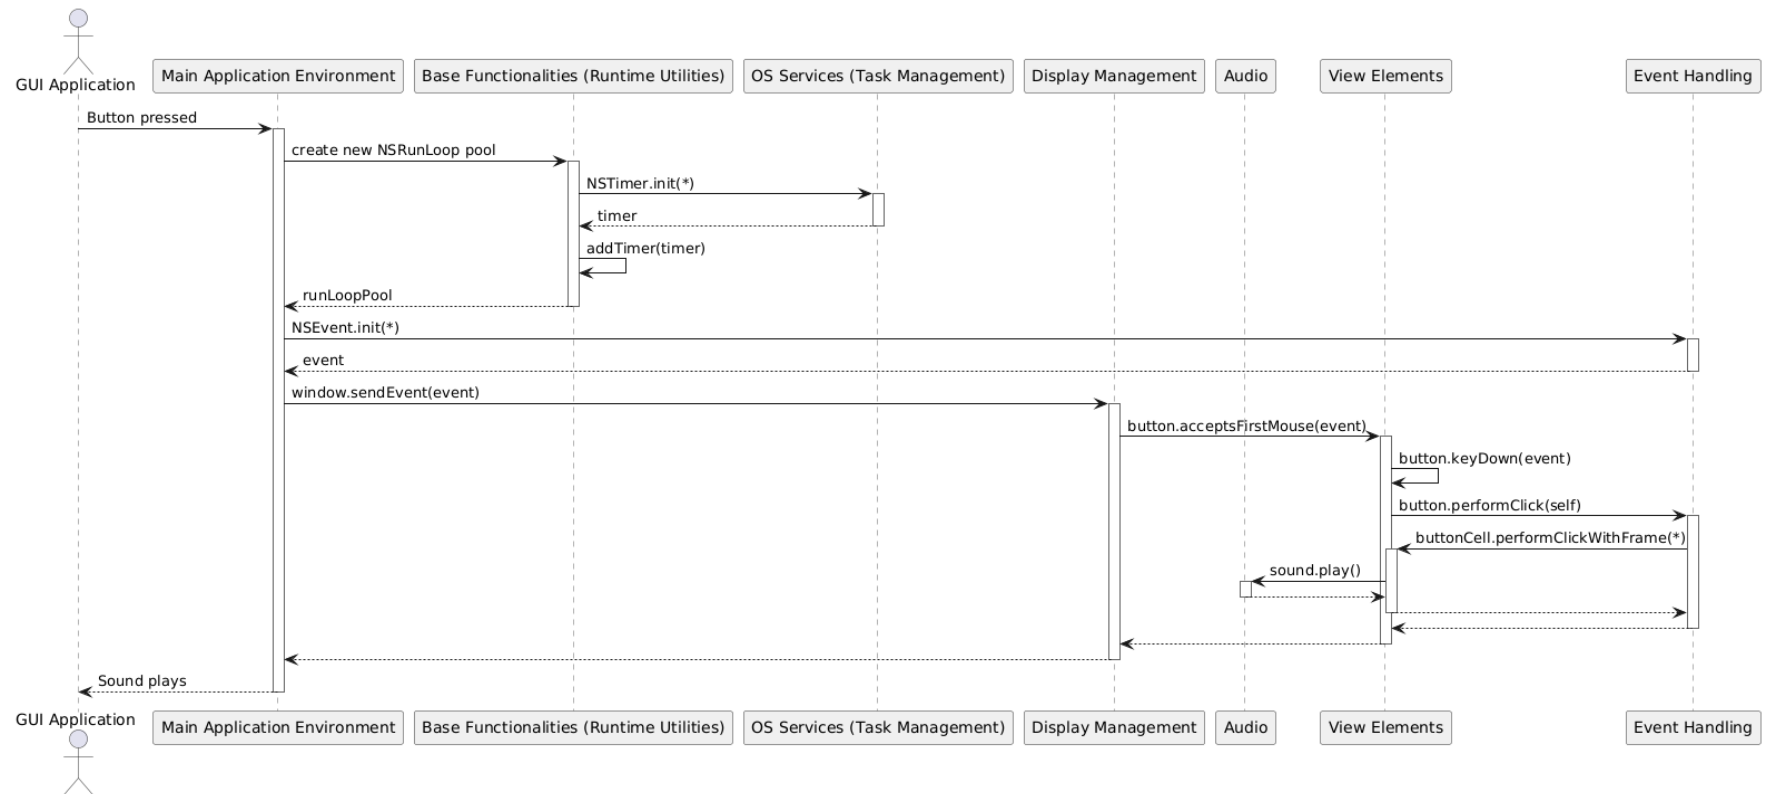 GUI Application
Main Application Environment
Base Functionalities (Runtime Utilities)
OS Services (Task Management)
Display Management
Audio
View Elements
Event Handling
Button pressed
create new NSRunLoop pool
NSTimer.init(*)
timer
addTimer(timer)
runLoopPool
NSEvent.init(*)
event
window.sendEvent(event)
button.acceptsFirstMouse(event)
button.keyDown(event)
button.performClick(self)
buttonCell.performClickWithFrame(*)
sound.play()
Sound plays
GUI Application
Main Application Environment
Base Functionalities (Runtime Utilities)
OS Services (Task Management)
Display Management
Audio
View Elements
Event Handling